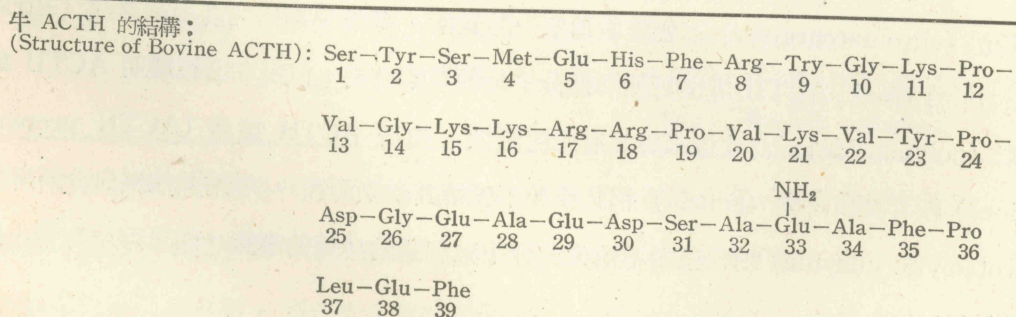 牛 ACTH 的結構：
(Structure of Bovine ACTH): Ser—Tyr—Ser—Met—Glu—His—Phe—Arg—Try—Gly—Lys—Pro—
1 2 3 4 5 6 7 8 9 10 11 12
Val—Gly—Lys—Lys—Arg—Arg—Pro—Val—Lys—Val—Tyr—Pro—
13 14 15 16 17 18 19 20 21 22 23 24
NH₂
Asp—Gly—Glu—Ala—Glu—Asp—Ser—Ala—Glu—Ala—Phe—Pro
25 26 27 28 29 30 31 32 33 34 35 36
Leu—Glu—Phe
37 38 39